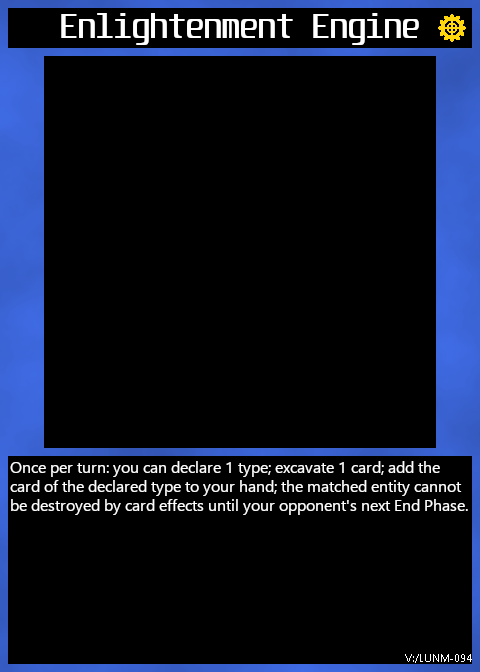 Enlightenment Engine
Once per turn: you can declare 1 type; excavate 1 card; add the
card of the declared type to your hand; the matched entity cannot
be destroyed by card effects until your opponent's next End Phase.
V:/LUNM-094